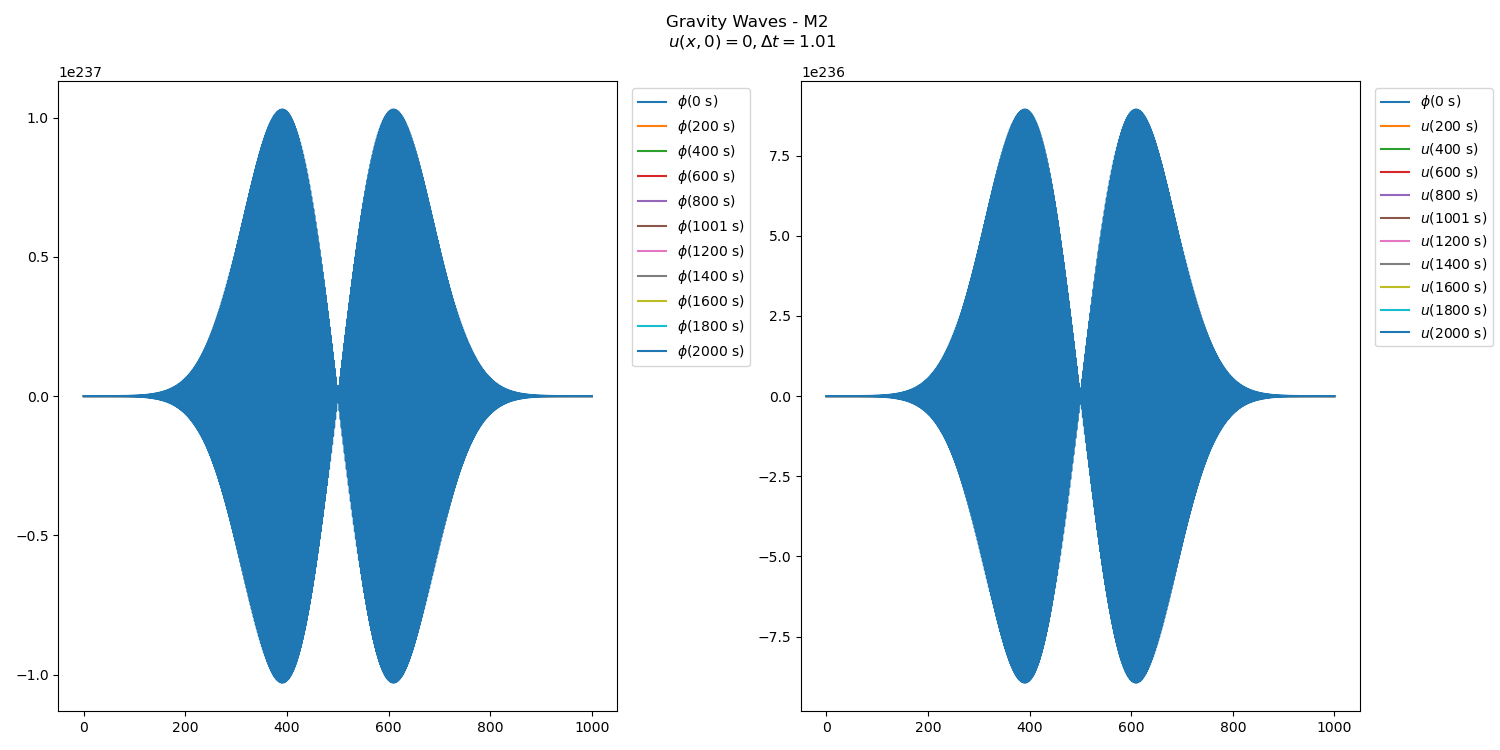 Gravity Waves - M2
u(x, 0) = 0, Δt = 1.01
1e237
1.0
0.5
0.0
−0.5
−1.0
0
200
400
600
800
1000
ϕ(0 s)
ϕ(200 s)
ϕ(400 s)
ϕ(600 s)
ϕ(800 s)
ϕ(1001 s)
ϕ(1200 s)
ϕ(1400 s)
ϕ(1600 s)
ϕ(1800 s)
ϕ(2000 s)
1e236
7.5
5.0
2.5
0.0
−2.5
−5.0
−7.5
0
200
400
600
800
1000
ϕ(0 s)
u(200 s)
u(400 s)
u(600 s)
u(800 s)
u(1001 s)
u(1200 s)
u(1400 s)
u(1600 s)
u(1800 s)
u(2000 s)